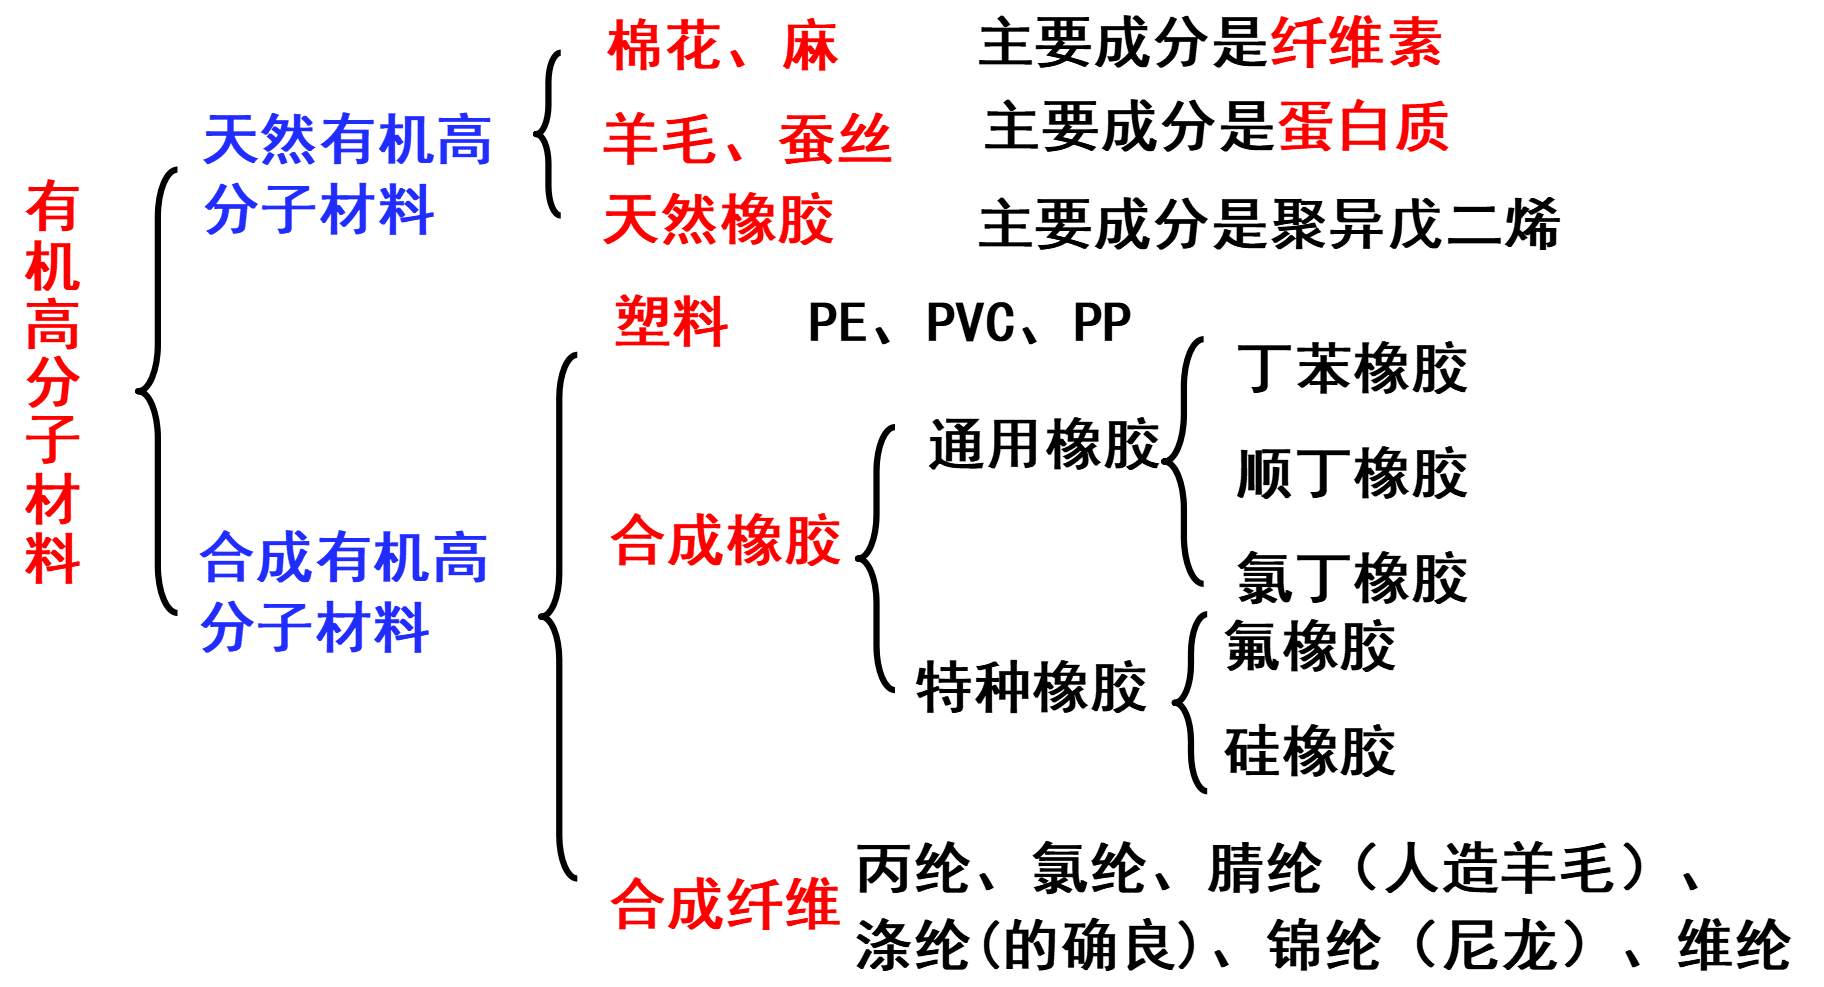 有机高分子材料
天然有机高
分子材料
棉花、麻 主要成分是纤维素
羊毛、蚕丝 主要成分是蛋白质
天然橡胶 主要成分是聚异戊二烯
合成有机高
分子材料
塑料 PE、PVC、PP
合成橡胶
通用橡胶
丁苯橡胶
顺丁橡胶
氯丁橡胶
特种橡胶
氟橡胶
硅橡胶
合成纤维
丙纶、氯纶、腈纶（人造羊毛）、
涤纶(的确良)、锦纶（尼龙）、维纶